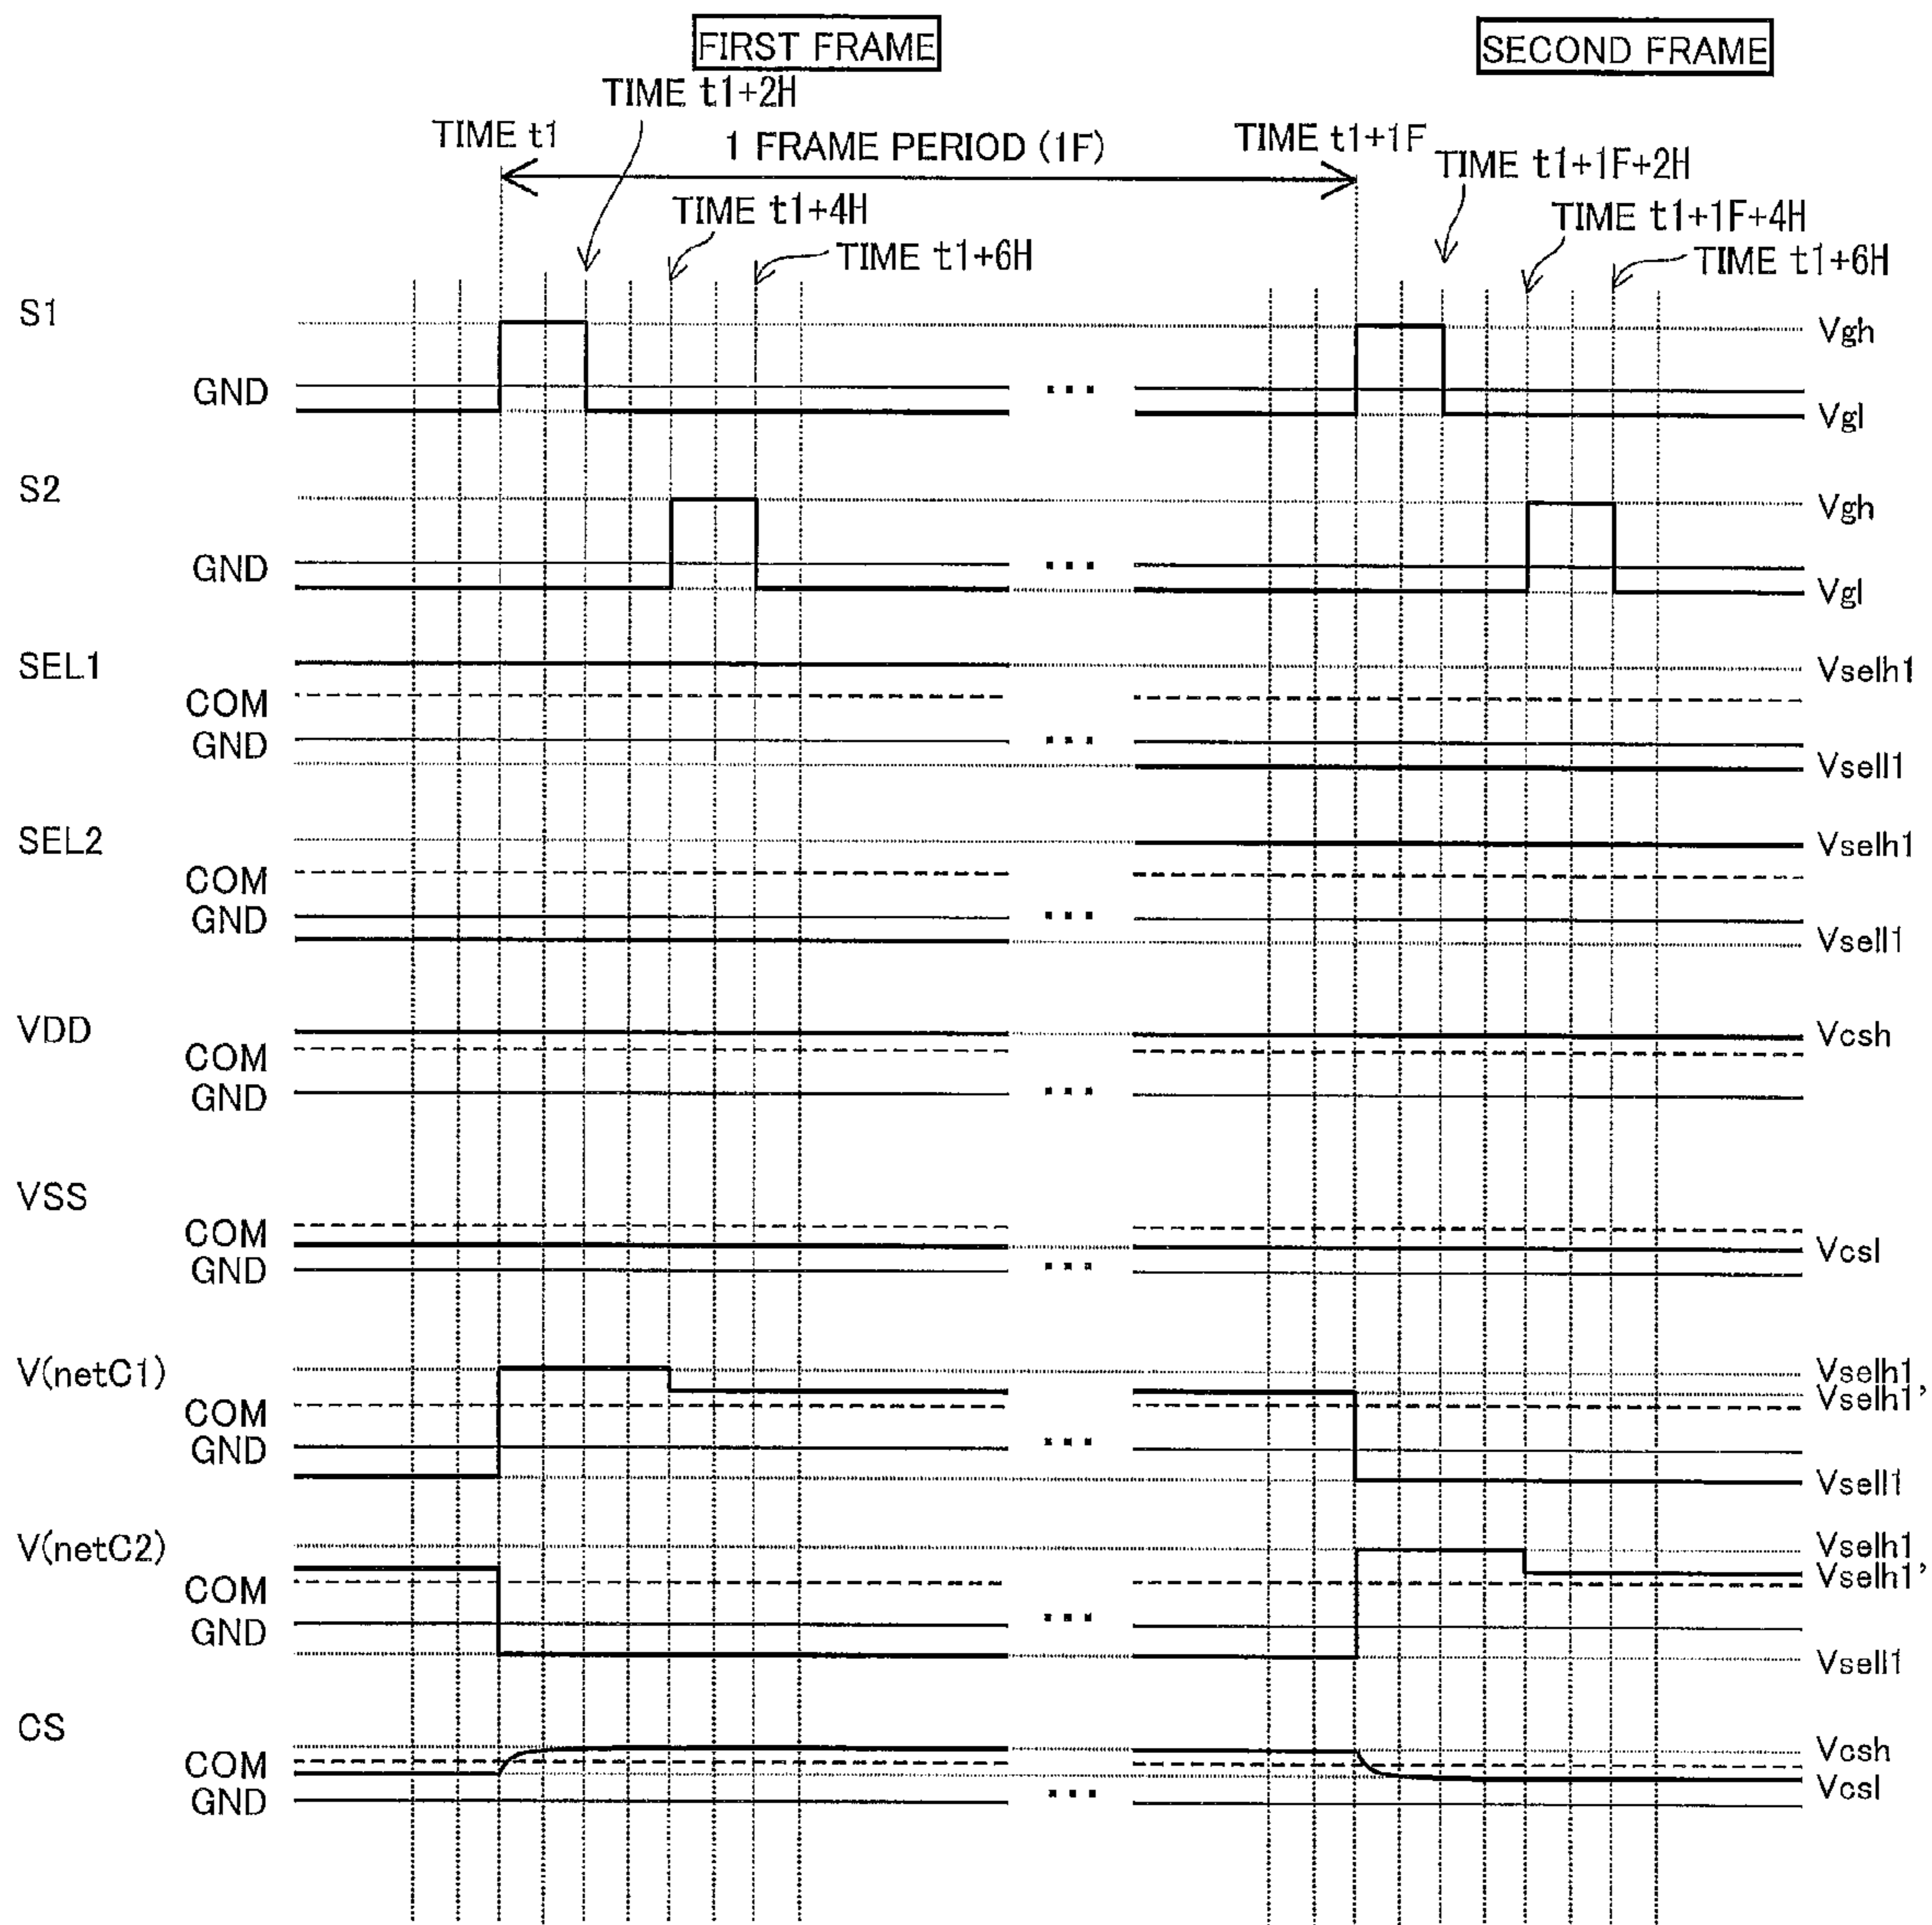 FIRST FRAME
SECOND FRAME
TIME t1+2H
TIME t1
1 FRAME PERIOD (1F)
TIME t1+1F
TIME t1+1F+2H
TIME t1+4H
TIME t1+1F+4H
TIME t1+6H
TIME t1+6H
S1
Vgh
GND
...
Vgl
S2
Vgh
GND
...
Vgl
SEL1
Vselh1
COM
GND
...
Vsell1
SEL2
Vselh1
COM
GND
...
Vsell1
VDD
Vcsh
COM
GND
...
VSS
COM
Vcsl
GND
...
V(netC1)
Vselh1
Vselh1'
COM
GND
...
Vsell1
V(netC2)
Vselh1
Vselh1'
COM
GND
...
Vsell1
CS
Vcsh
COM
Vcsl
GND
...